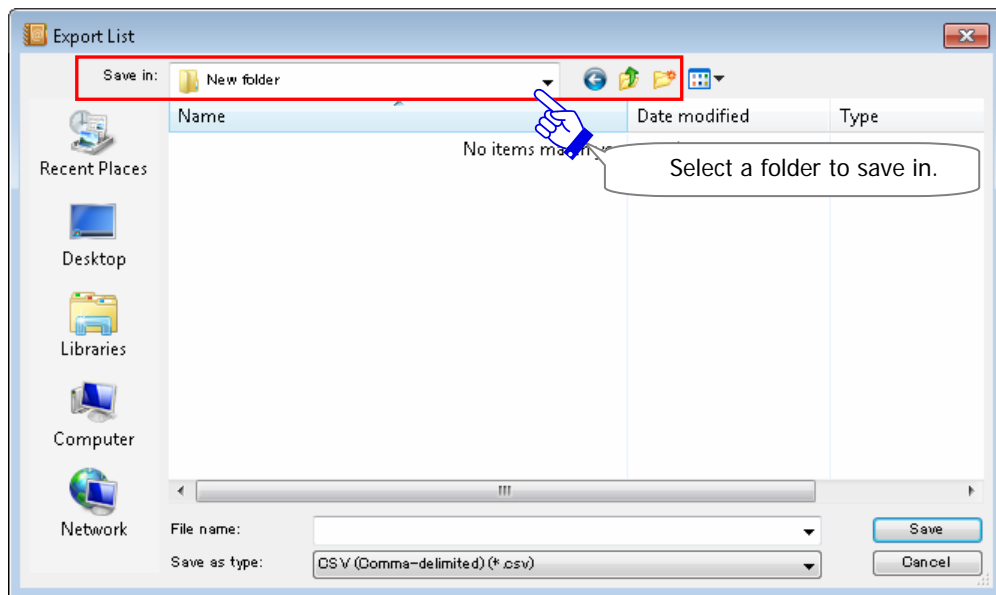 Export List
Save in: New folder
Name Date modified Type
No items
Select a folder to save in.
Recent Places
Desktop
Libraries
Computer
Network
File name: Save
Save as type: CSV (Comma-delimited) (*.csv) Cancel